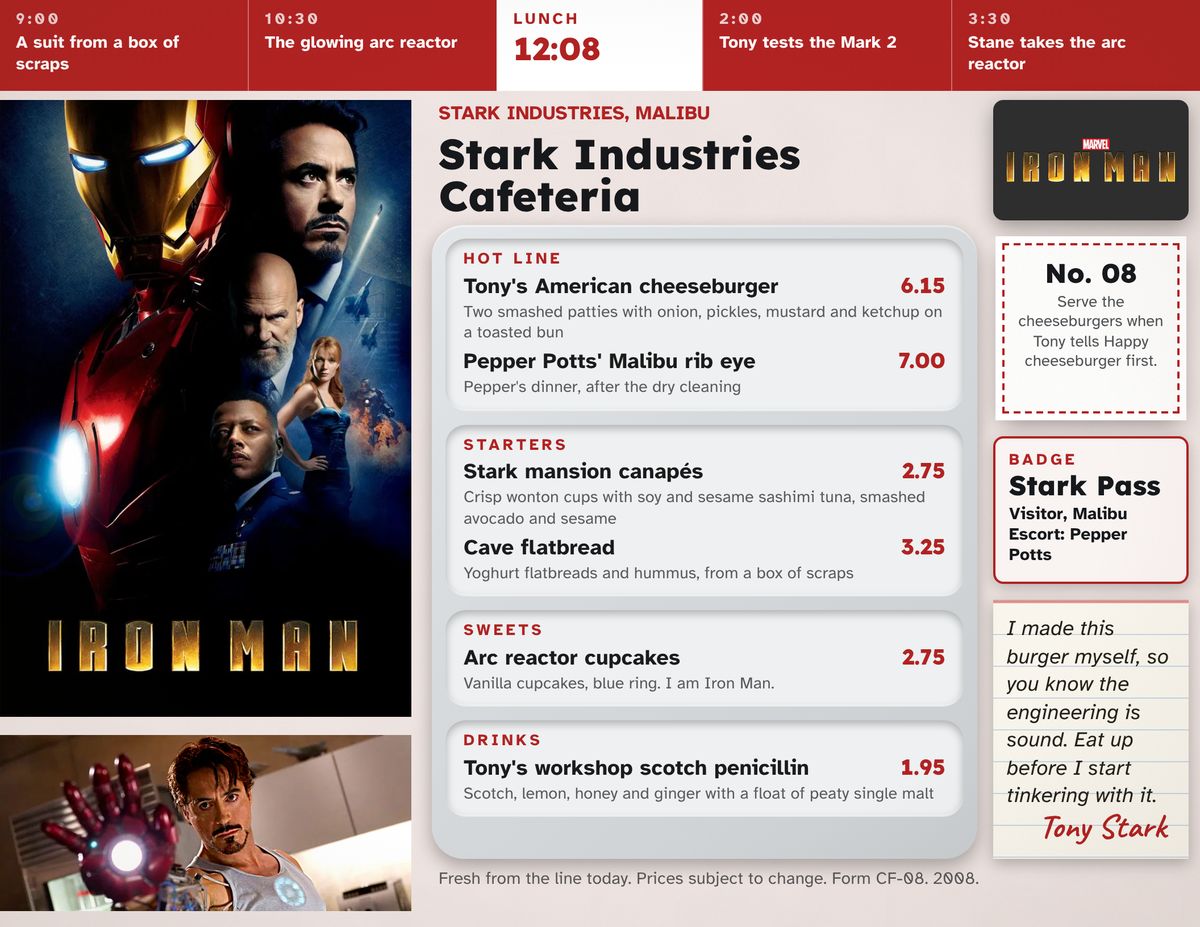 9:00
A suit from a box of
scraps
10:30
The glowing arc reactor
LUNCH
12:08
2:00
Tony tests the Mark 2
3:30
Stane takes the arc
reactor
IRON MAN
STARK INDUSTRIES, MALIBU
Stark Industries
Cafeteria
HOT LINE
Tony's American cheeseburger 6.15
Two smashed patties with onion, pickles, mustard and ketchup on
a toasted bun
Pepper Potts' Malibu rib eye 7.00
Pepper's dinner, after the dry cleaning
STARTERS
Stark mansion canapés 2.75
Crisp wonton cups with soy and sesame sashimi tuna, smashed
avocado and sesame
Cave flatbread 3.25
Yoghurt flatbreads and hummus, from a box of scraps
SWEETS
Arc reactor cupcakes 2.75
Vanilla cupcakes, blue ring. I am Iron Man.
DRINKS
Tony's workshop scotch penicillin 1.95
Scotch, lemon, honey and ginger with a float of peaty single malt
Fresh from the line today. Prices subject to change. Form CF-08. 2008.
MARVEL
IRON MAN
No. 08
Serve the
cheeseburgers when
Tony tells Happy
cheeseburger first.
BADGE
Stark Pass
Visitor, Malibu
Escort: Pepper
Potts
I made this
burger myself, so
you know the
engineering is
sound. Eat up
before I start
tinkering with it.
Tony Stark